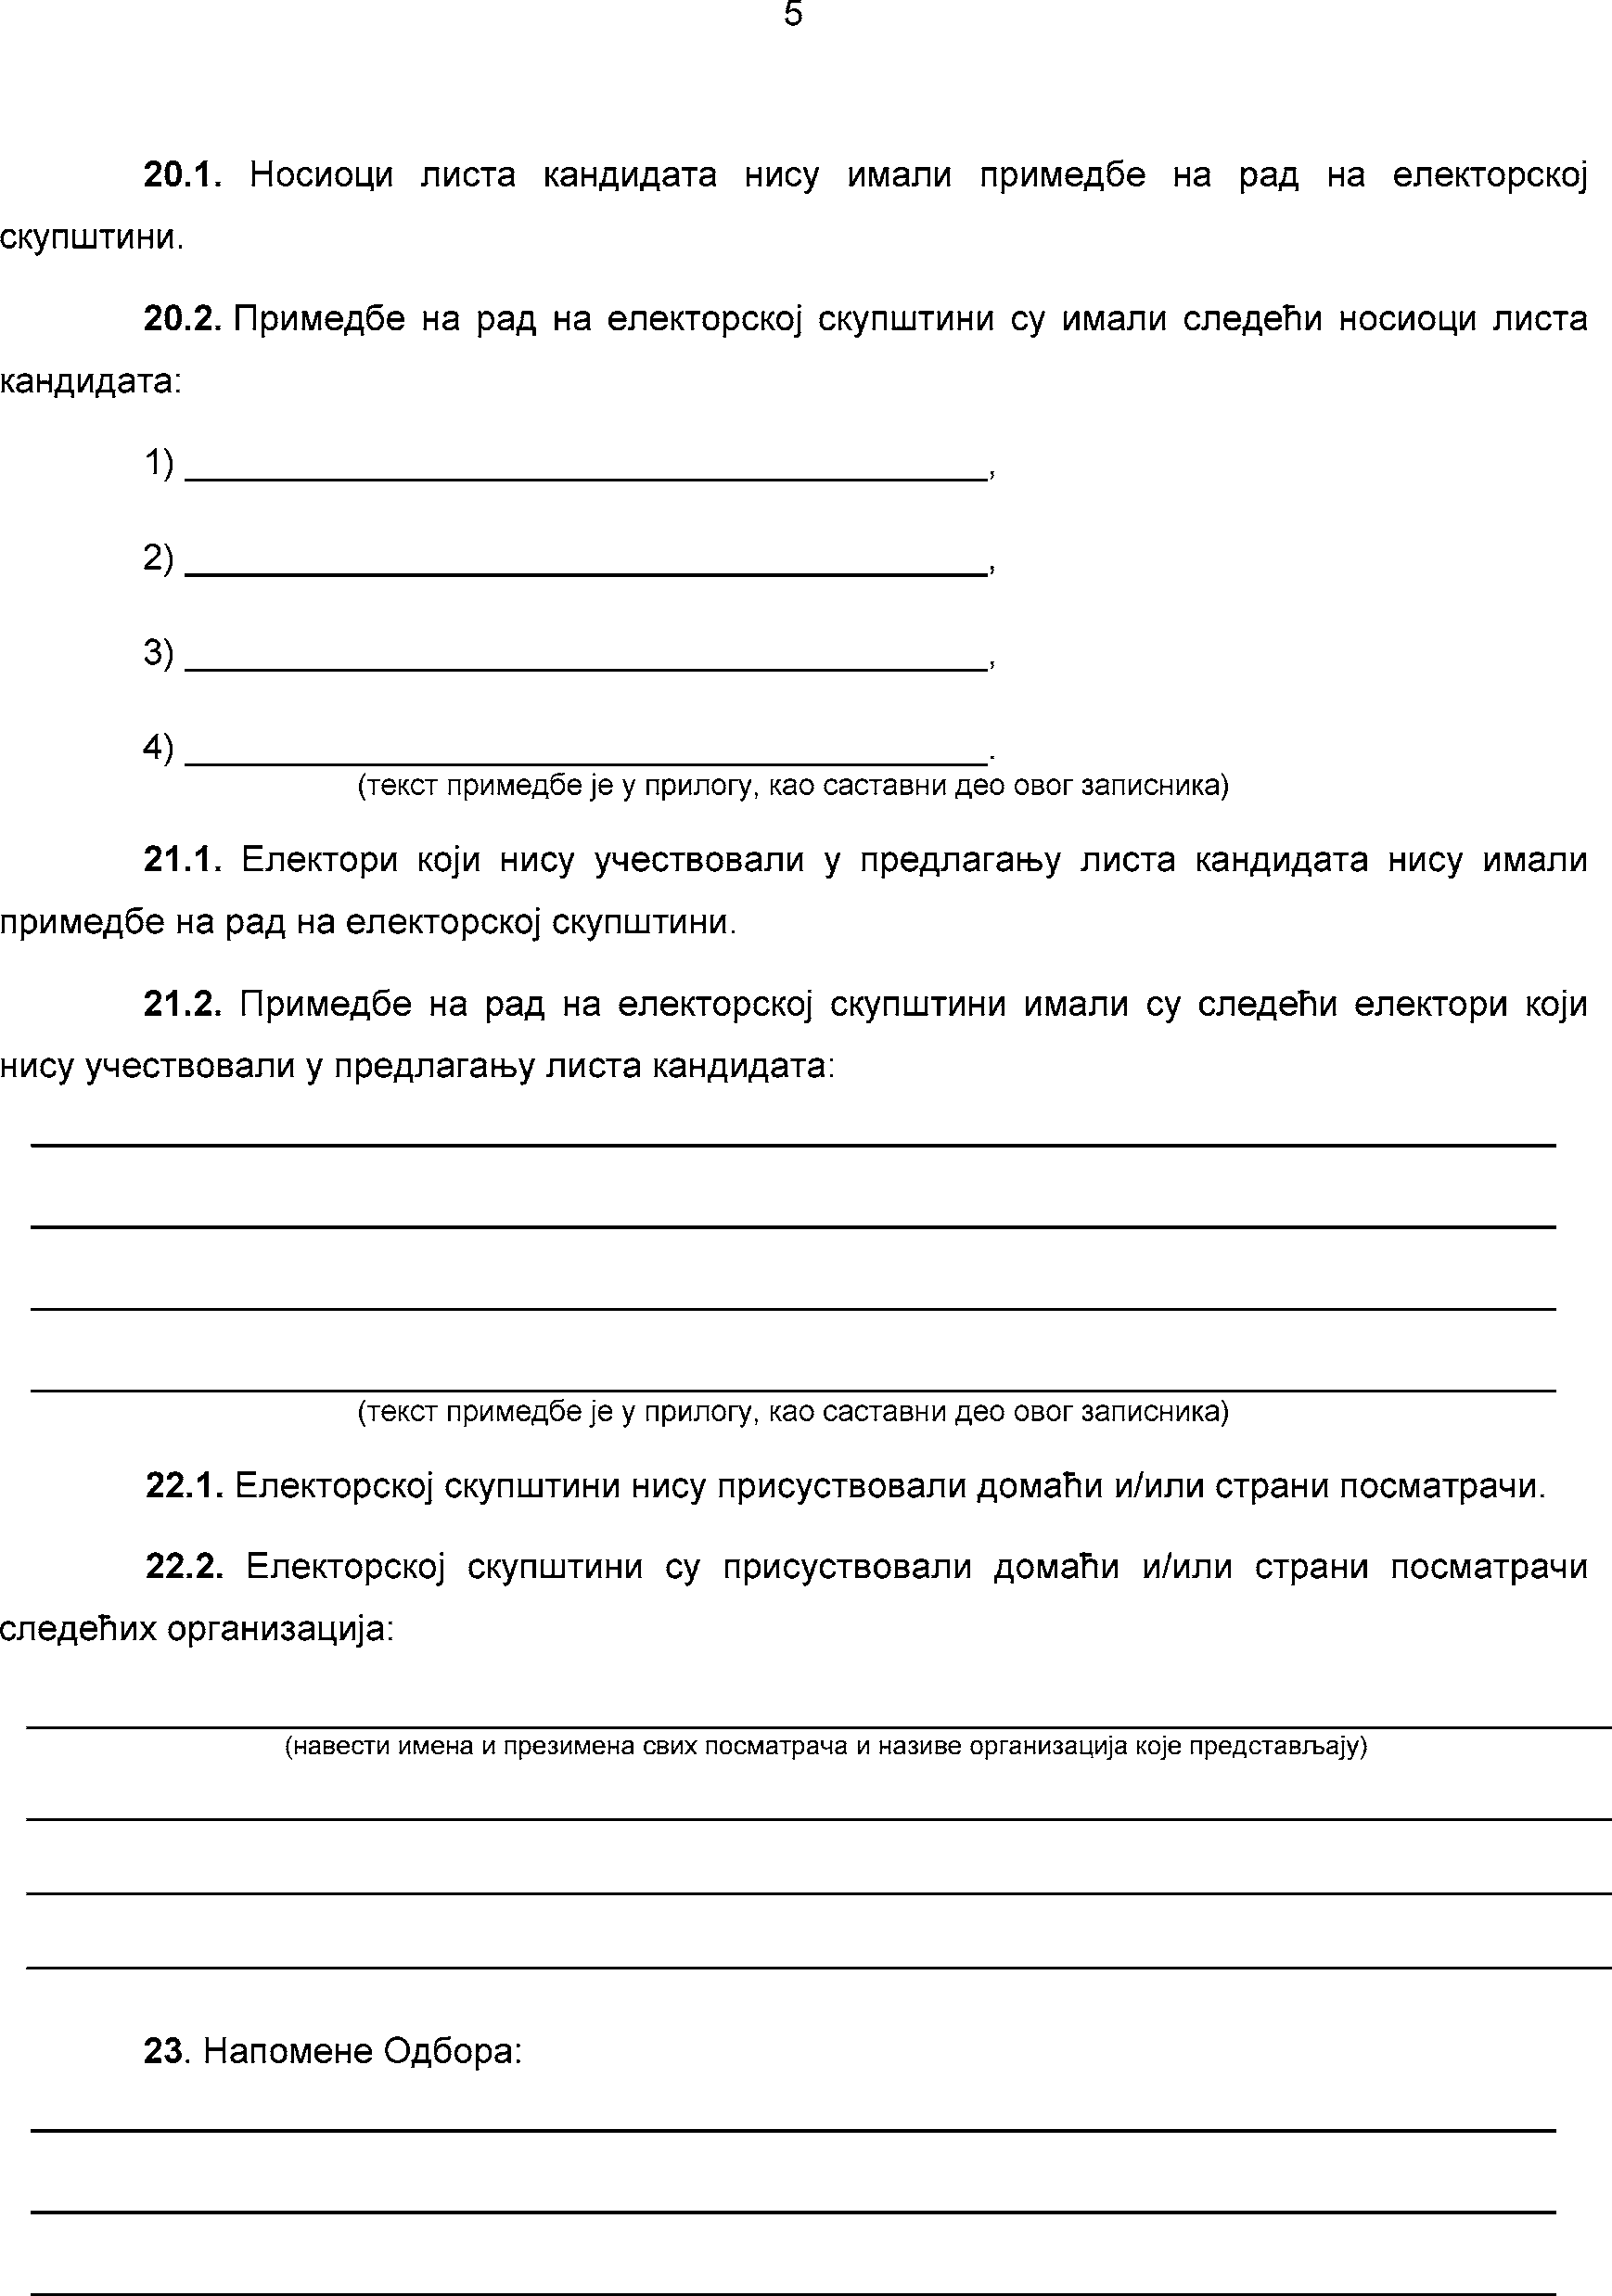 5
20.1. Носиоци листа кандидата нису имали примедбе на рад на електорској
скупштини.
20.2. Примедбе на рад на електорској скупштини су имали следећи носиоци листа
кандидата:
1) ____________________________________________,
2) ____________________________________________,
3) ____________________________________________,
4) ____________________________________________.
(текст примедбе је у прилогу, као саставни део овог записника)
21.1. Електори који нису учествовали у предлагању листа кандидата нису имали
примедбе на рад на електорској скупштини.
21.2. Примедбе на рад на електорској скупштини имали су следећи електори који
нису учествовали у предлагању листа кандидата:
(текст примедбе је у прилогу, као саставни део овог записника)
22.1. Електорској скупштини нису присуствовали домаћи и/или страни посматрачи.
22.2. Електорској скупштини су присуствовали домаћи и/или страни посматрачи
следећих организација:
(навести имена и презимена свих посматрача и називе организација које представљају)
23. Напомене Одбора: